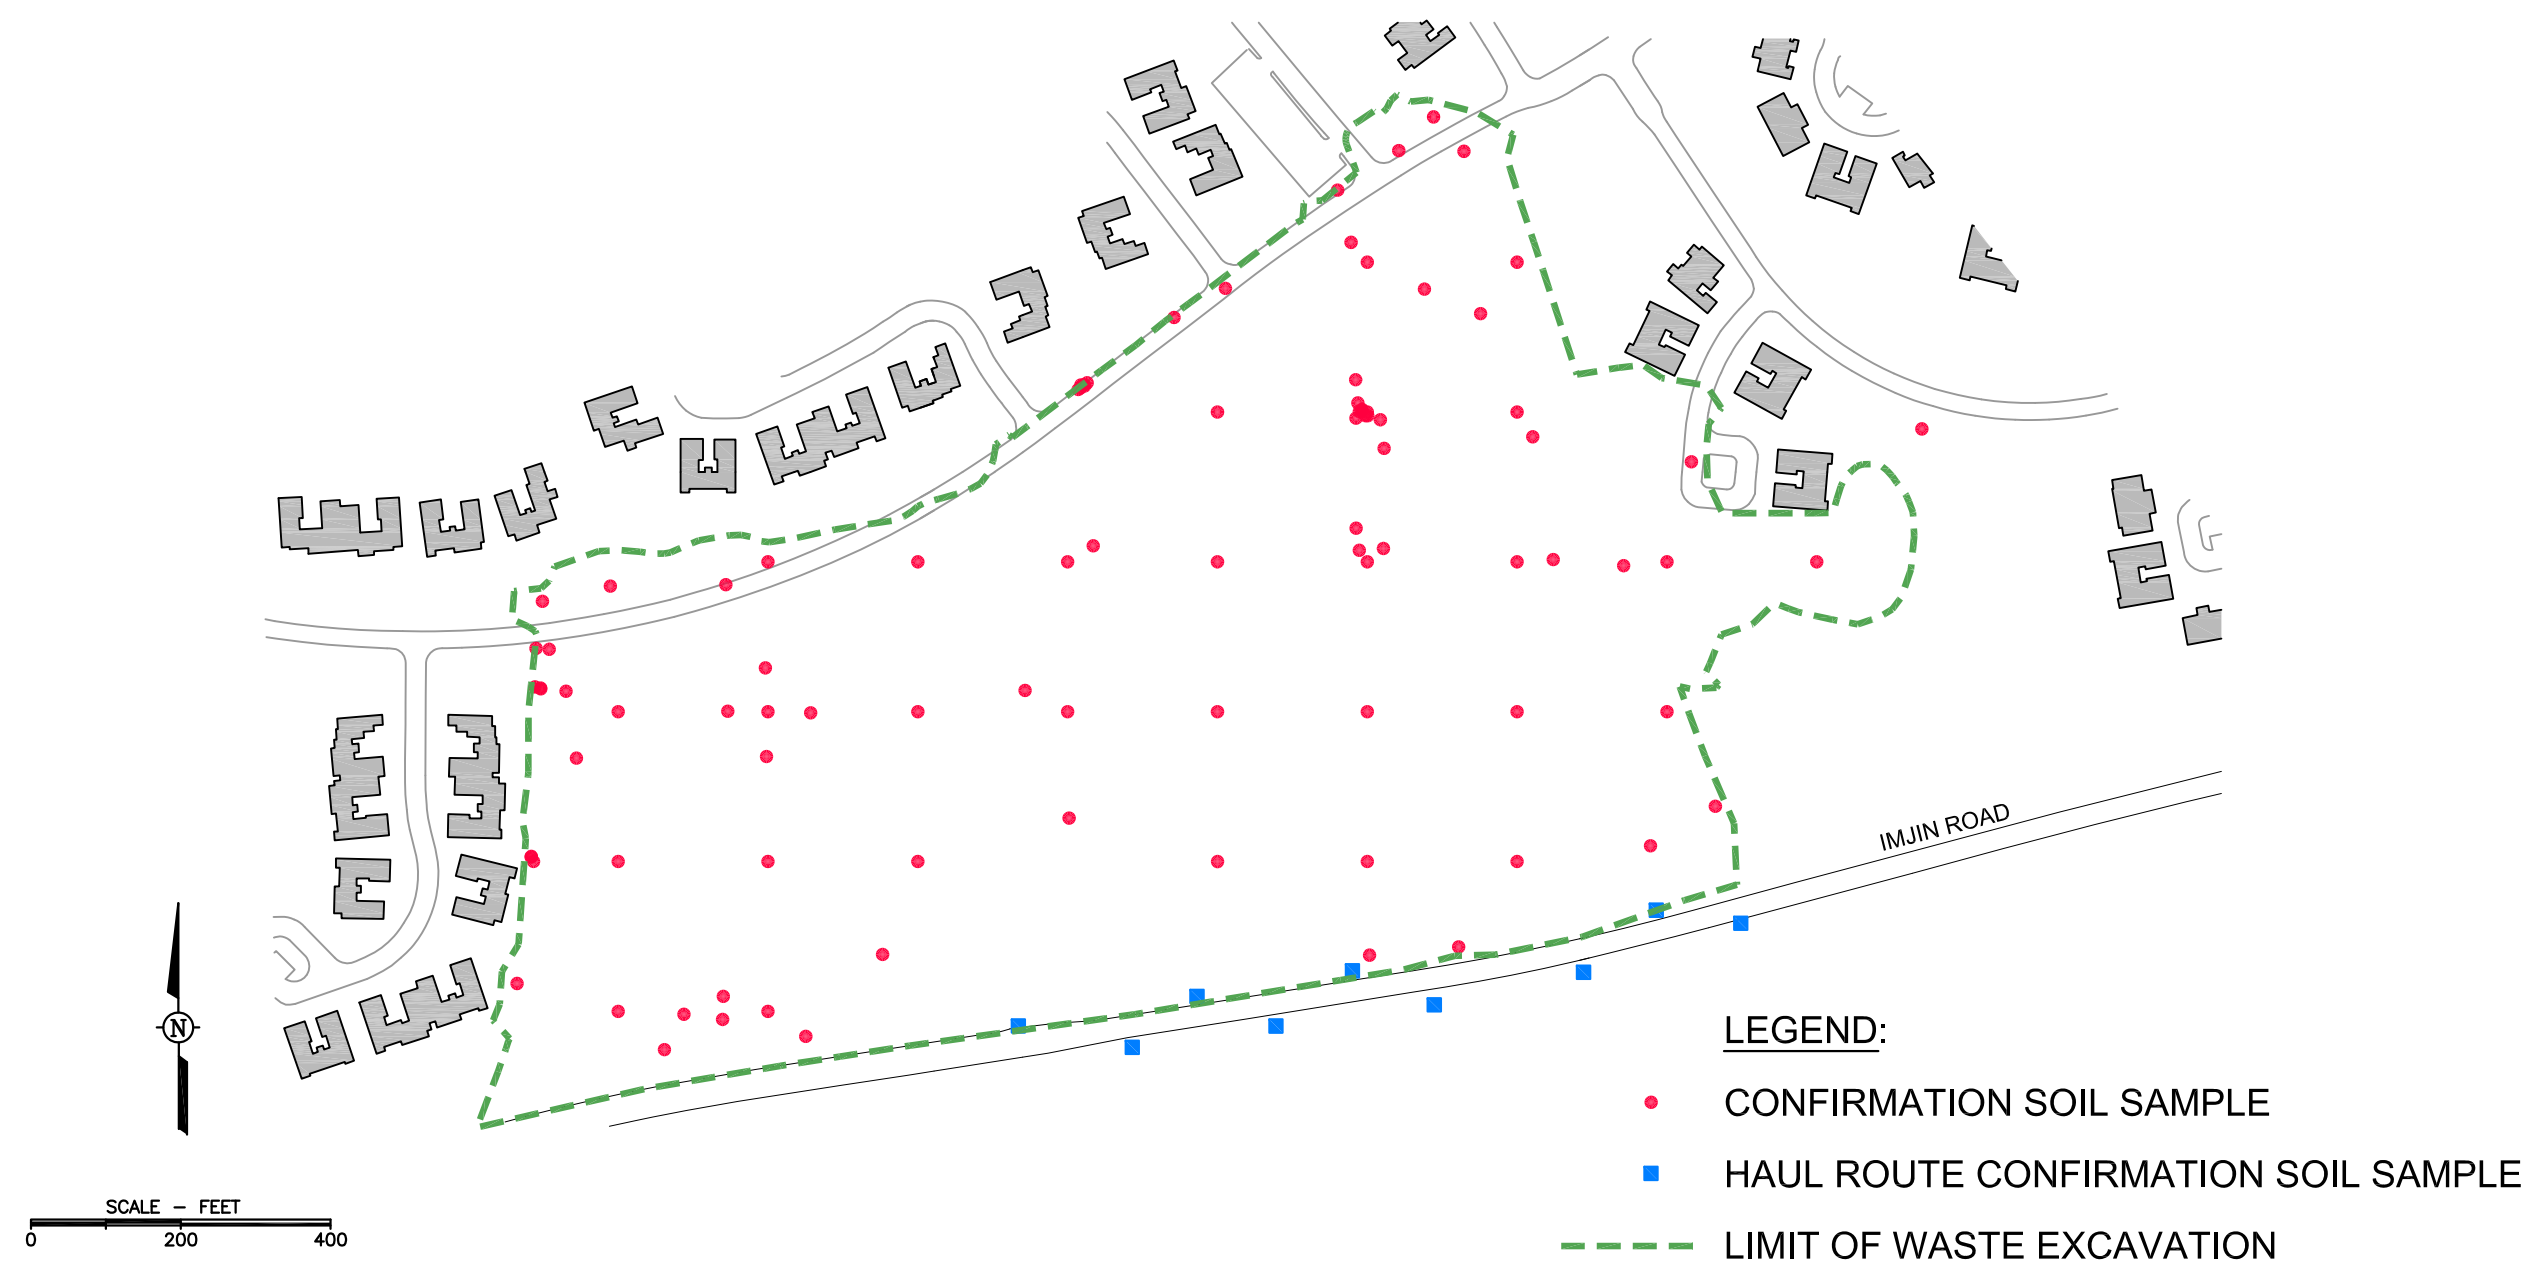 IMJIN ROAD
N
LEGEND:
CONFIRMATION SOIL SAMPLE
HAUL ROUTE CONFIRMATION SOIL SAMPLE
LIMIT OF WASTE EXCAVATION
SCALE – FEET
0 200 400